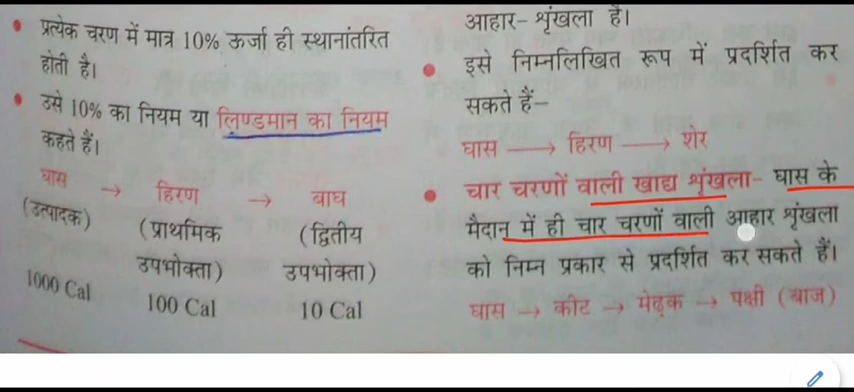 • प्रत्येक चरण में मात्र 10% ऊर्जा ही स्थानांतरित
होती है।
• उसे 10% का नियम या लिण्डमान का नियम
कहते हैं।
घास → हिरण → बाघ
(उत्पादक) (प्राथमिक (द्वितीय
उपभोक्ता) उपभोक्ता)
1000 Cal 100 Cal 10 Cal
आहार- शृंखला है।
• इसे निम्नलिखित रूप में प्रदर्शित कर
सकते हैं–
घास → हिरण → शेर
• चार चरणों वाली खाद्य शृंखला- घास के
मैदान में ही चार चरणों वाली आहार शृंखला
को निम्न प्रकार से प्रदर्शित कर सकते हैं।
घास → कीट → मेढ़क → पक्षी (बाज)